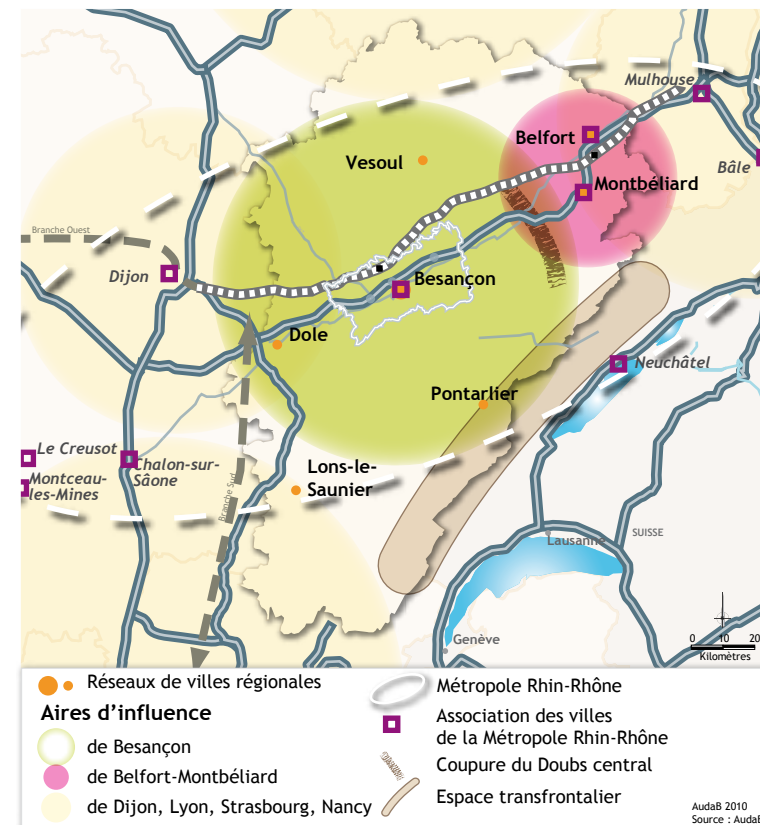 Mulhouse
Belfort
Vesoul
Bâle
Montbéliard
Branche Ouest
Dijon
Besançon
Dole
Neuchâtel
Pontarlier
Le Creusot
Chalon-sur-
Sâone
Montceau-
les-Mines
Lons-le-
Saunier
Branche Sud
Lausanne
SUISSE
Genève
0 10 20
Kilomètres
Réseaux de villes régionales
Aires d’influence
de Besançon
de Belfort-Montbéliard
de Dijon, Lyon, Strasbourg, Nancy
Métropole Rhin-Rhône
Association des villes
de la Métropole Rhin-Rhône
Coupure du Doubs central
Espace transfrontalier
AudaB 2010
Source : AudaB